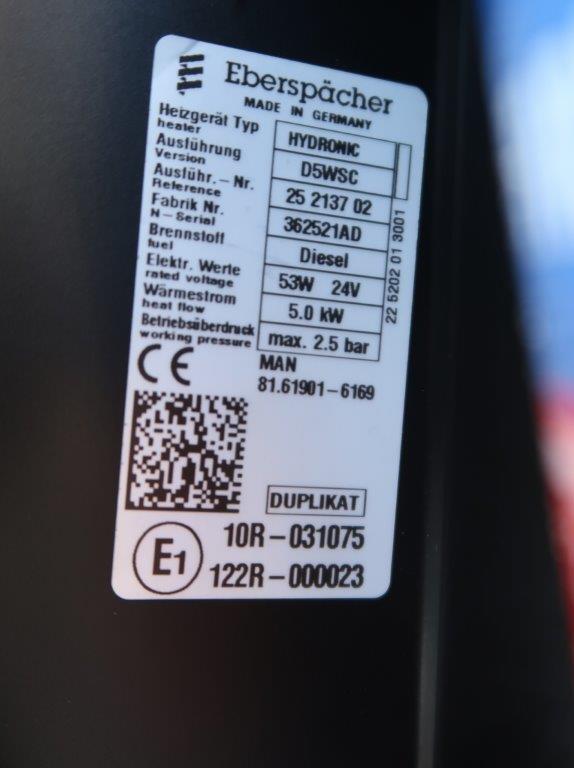 Eberspächer
MADE IN GERMANY
Heizgerät Typ HYDRONIC
heater
Ausführung D5WSC
Version
Ausführ.-Nr. 25 2137 02
Reference
Fabrik Nr. 362521AD
N-Serial
Brennstoff Diesel
fuel
Elektr. Werte 53W 24V
rated voltage
Wärmestrom 5.0 kW
heat flow
Betriebsüberdruck max. 2.5 bar
working pressure
22 5202 01 3001
CE MAN
81.61901-6169
DUPLIKAT
E1 10R-031075
122R-000023